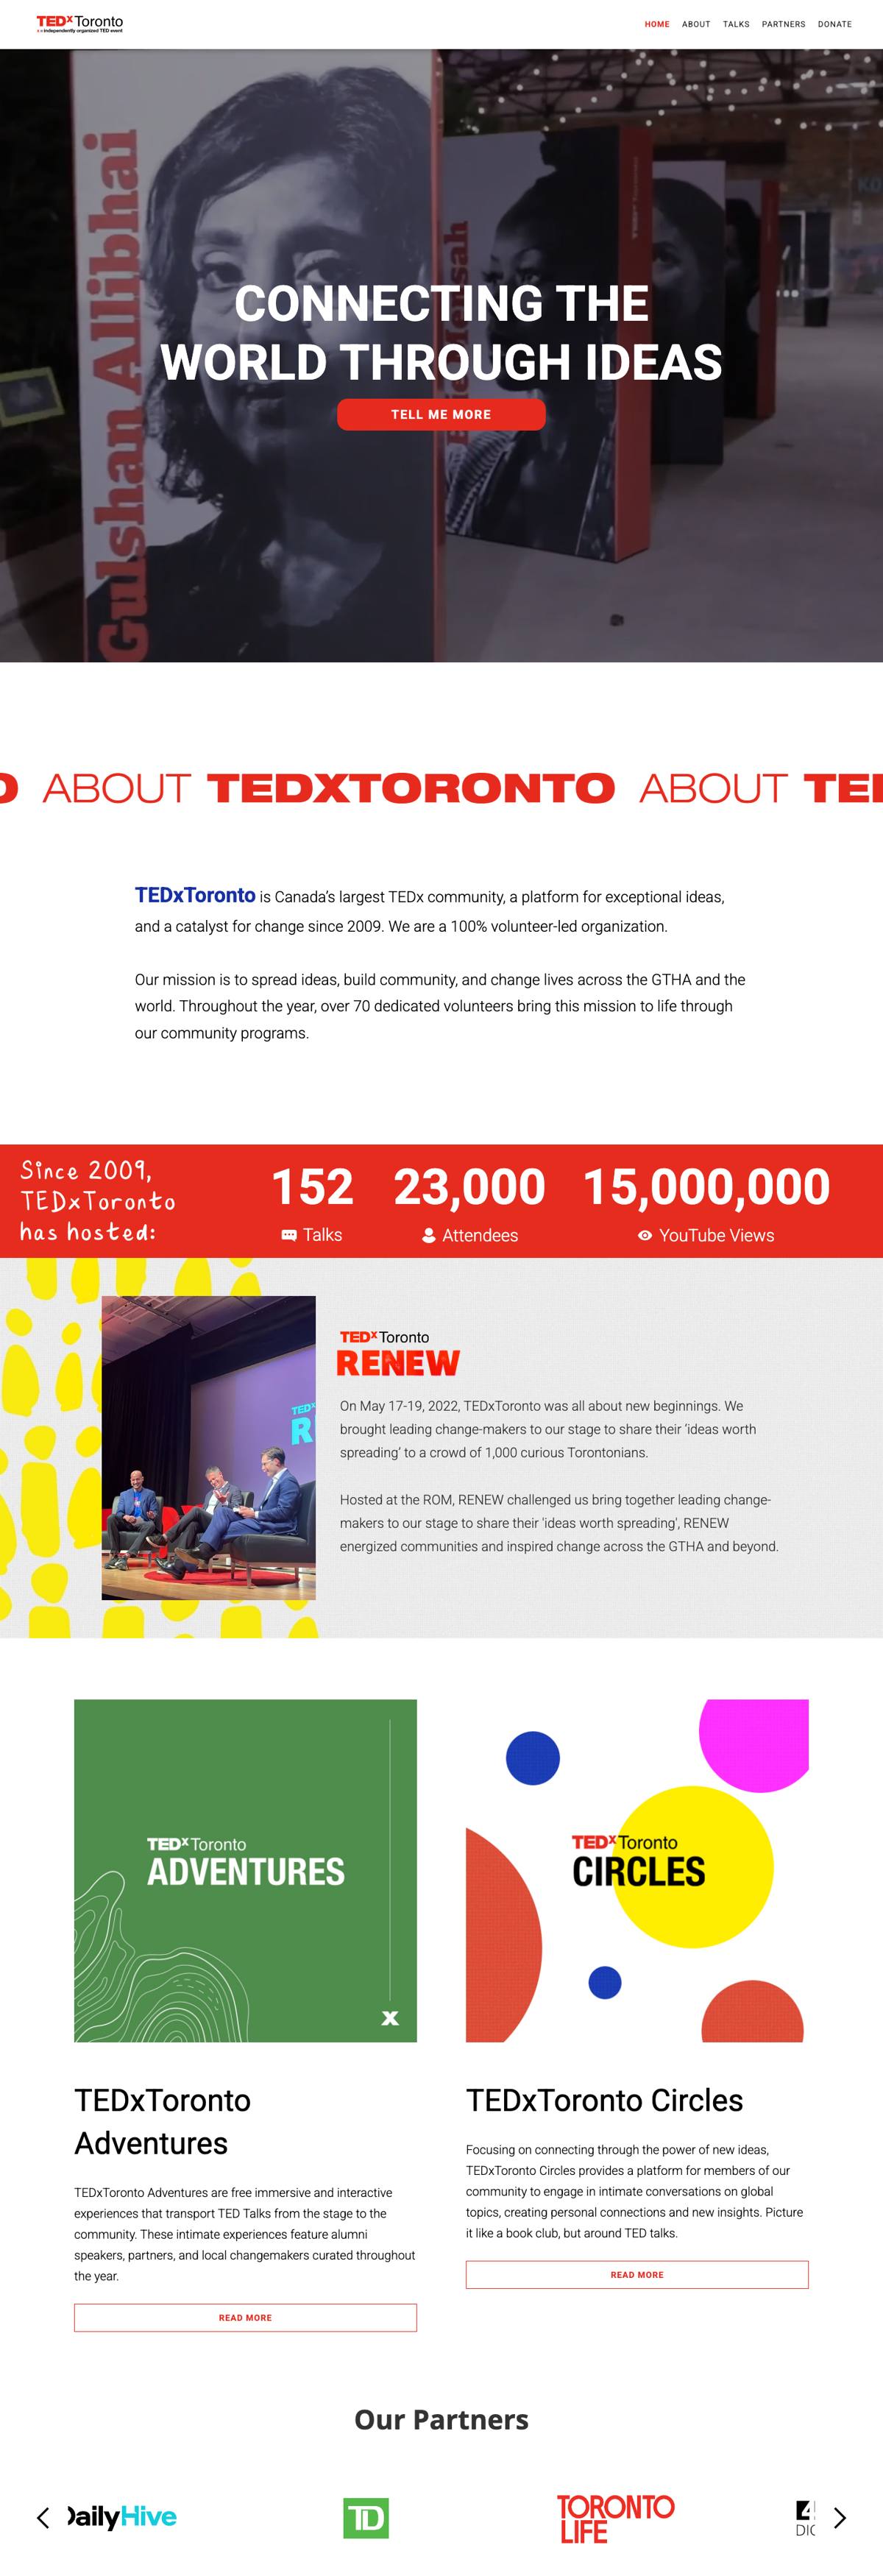 TEDxToronto
x = independently organized TED event
HOME ABOUT TALKS PARTNERS DONATE
Gulshan Allibhai
CONNECTING THE
WORLD THROUGH IDEAS
TELL ME MORE
ABOUT TEDXTORONTO ABOUT
TEDxToronto is Canada’s largest TEDx community, a platform for exceptional ideas,
and a catalyst for change since 2009. We are a 100% volunteer-led organization.
Our mission is to spread ideas, build community, and change lives across the GTHA and the
world. Throughout the year, over 70 dedicated volunteers bring this mission to life through
our community programs.
Since 2009,
TEDxToronto
has hosted:
152 23,000 15,000,000
Talks Attendees YouTube Views
TEDx
R
TEDxToronto
RENEW
On May 17-19, 2022, TEDxToronto was all about new beginnings. We
brought leading change-makers to our stage to share their ‘ideas worth
spreading’ to a crowd of 1,000 curious Torontonians.
Hosted at the ROM, RENEW challenged us bring together leading change-
makers to our stage to share their 'ideas worth spreading', RENEW
energized communities and inspired change across the GTHA and beyond.
TEDxToronto
ADVENTURES
X
TEDxToronto
CIRCLES
TEDxToronto
Adventures
TEDxToronto Adventures are free immersive and interactive
experiences that transport TED Talks from the stage to the
community. These intimate experiences feature alumni
speakers, partners, and local changemakers curated throughout
the year.
READ MORE
TEDxToronto Circles
Focusing on connecting through the power of new ideas,
TEDxToronto Circles provides a platform for members of our
community to engage in intimate conversations on global
topics, creating personal connections and new insights. Picture
it like a book club, but around TED talks.
READ MORE
Our Partners
DailyHive
TD
TORONTO
LIFE